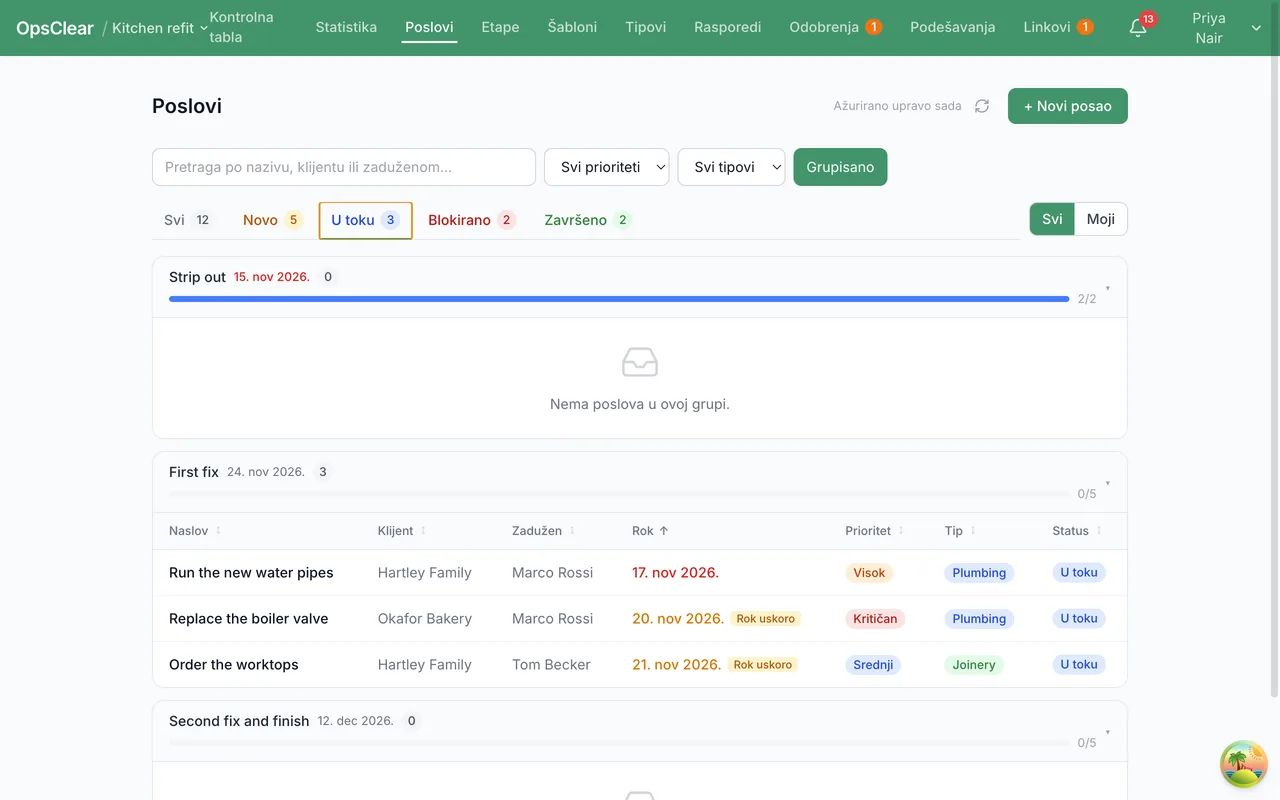 OpsClear / Kitchen refit
Kontrolna tabla
Statistika
Poslovi
Etape
Šabloni
Tipovi
Rasporedi
Odobrenja 1
Podešavanja
Linkovi 1
13
Priya Nair
Poslovi
Ažurirano upravo sada
+ Novi posao
Pretraga po nazivu, klijentu ili zaduženom...
Svi prioriteti
Svi tipovi
Grupisano
Svi 12
Novo 5
U toku 3
Blokirano 2
Završeno 2
Svi
Moji
Strip out 15. nov 2026. 0
2/2
Nema poslova u ovoj grupi.
First fix 24. nov 2026. 3
0/5
Naslov ↕ Klijent ↕ Zadužen ↕ Rok ↑ Prioritet ↕ Tip ↕ Status ↕
Run the new water pipes Hartley Family Marco Rossi 17. nov 2026. Visok Plumbing U toku
Replace the boiler valve Okafor Bakery Marco Rossi 20. nov 2026. Rok uskoro Kritičan Plumbing U toku
Order the worktops Hartley Family Tom Becker 21. nov 2026. Rok uskoro Srednji Joinery U toku
Second fix and finish 12. dec 2026. 0
0/5